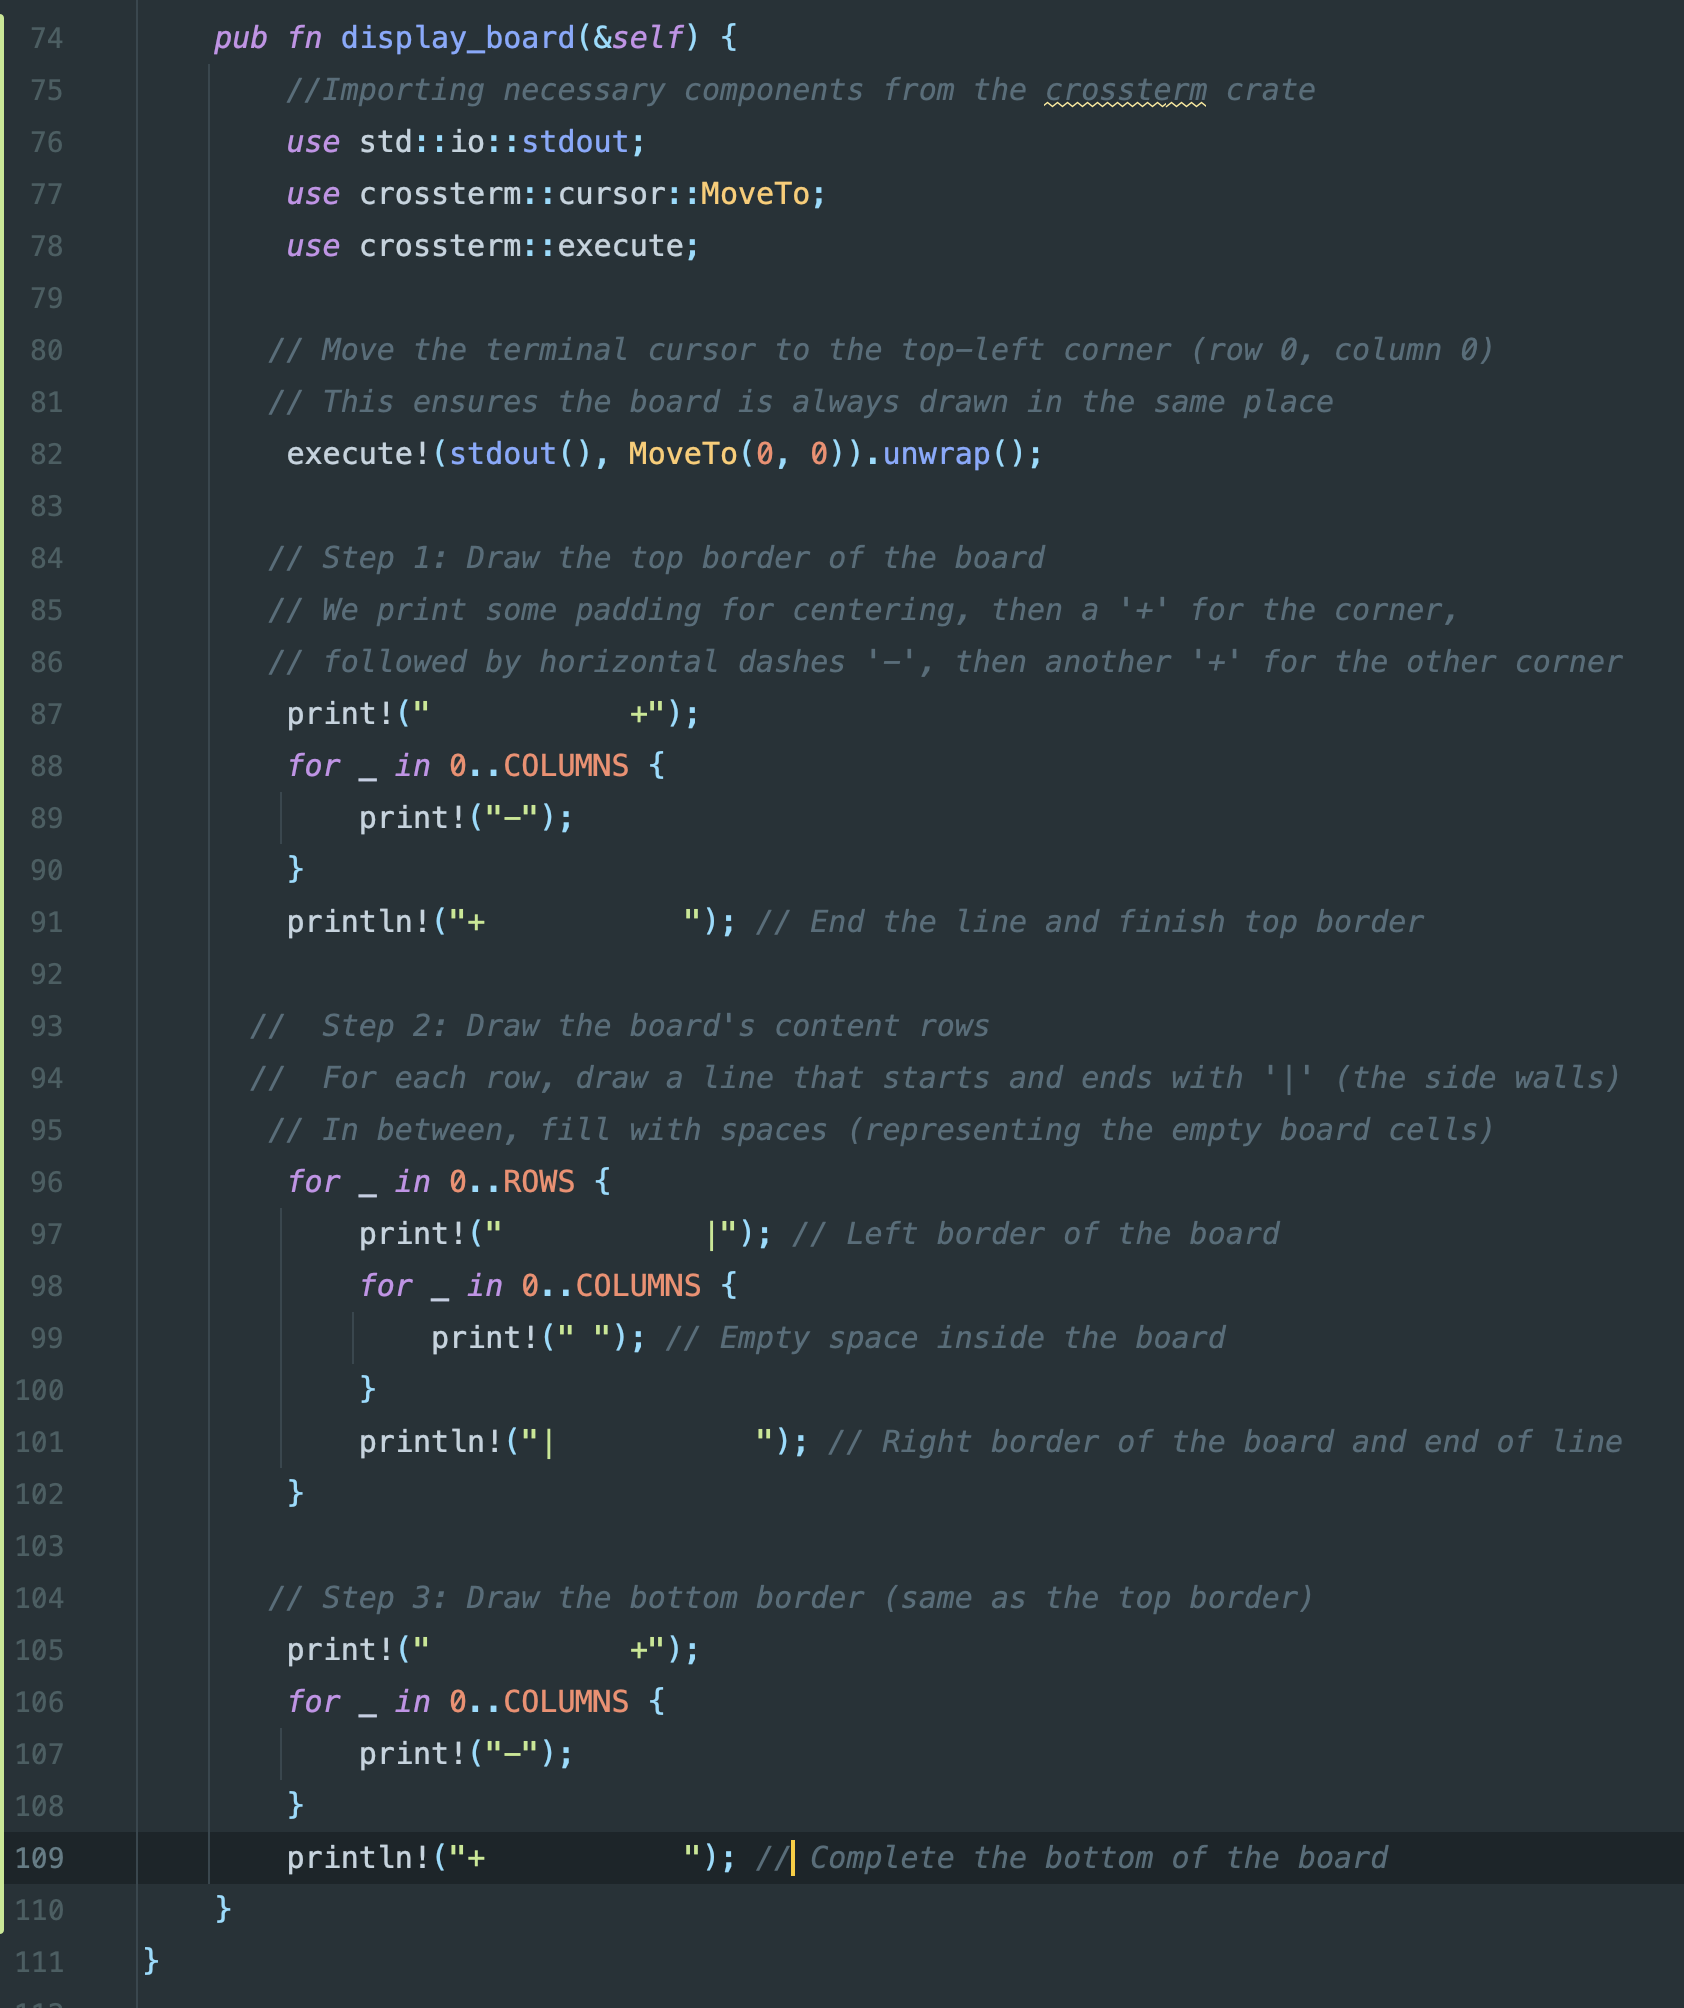 74 pub fn display_board(&self) {
75 //Importing necessary components from the crossterm crate
76 use std::io::stdout;
77 use crossterm::cursor::MoveTo;
78 use crossterm::execute;
79
80 // Move the terminal cursor to the top-left corner (row 0, column 0)
81 // This ensures the board is always drawn in the same place
82 execute!(stdout(), MoveTo(0, 0)).unwrap();
83
84 // Step 1: Draw the top border of the board
85 // We print some padding for centering, then a '+' for the corner,
86 // followed by horizontal dashes '-', then another '+' for the other corner
87 print!("           +");
88 for _ in 0..COLUMNS {
89 print!("-");
90 }
91 println!("+           "); // End the line and finish top border
92
93 //  Step 2: Draw the board's content rows
94 //  For each row, draw a line that starts and ends with '|' (the side walls)
95 // In between, fill with spaces (representing the empty board cells)
96 for _ in 0..ROWS {
97 print!("           |"); // Left border of the board
98 for _ in 0..COLUMNS {
99 print!(" "); // Empty space inside the board
100 }
101 println!("|           "); // Right border of the board and end of line
102 }
103
104 // Step 3: Draw the bottom border (same as the top border)
105 print!("           +");
106 for _ in 0..COLUMNS {
107 print!("-");
108 }
109 println!("+           "); // Complete the bottom of the board
110 }
111 }